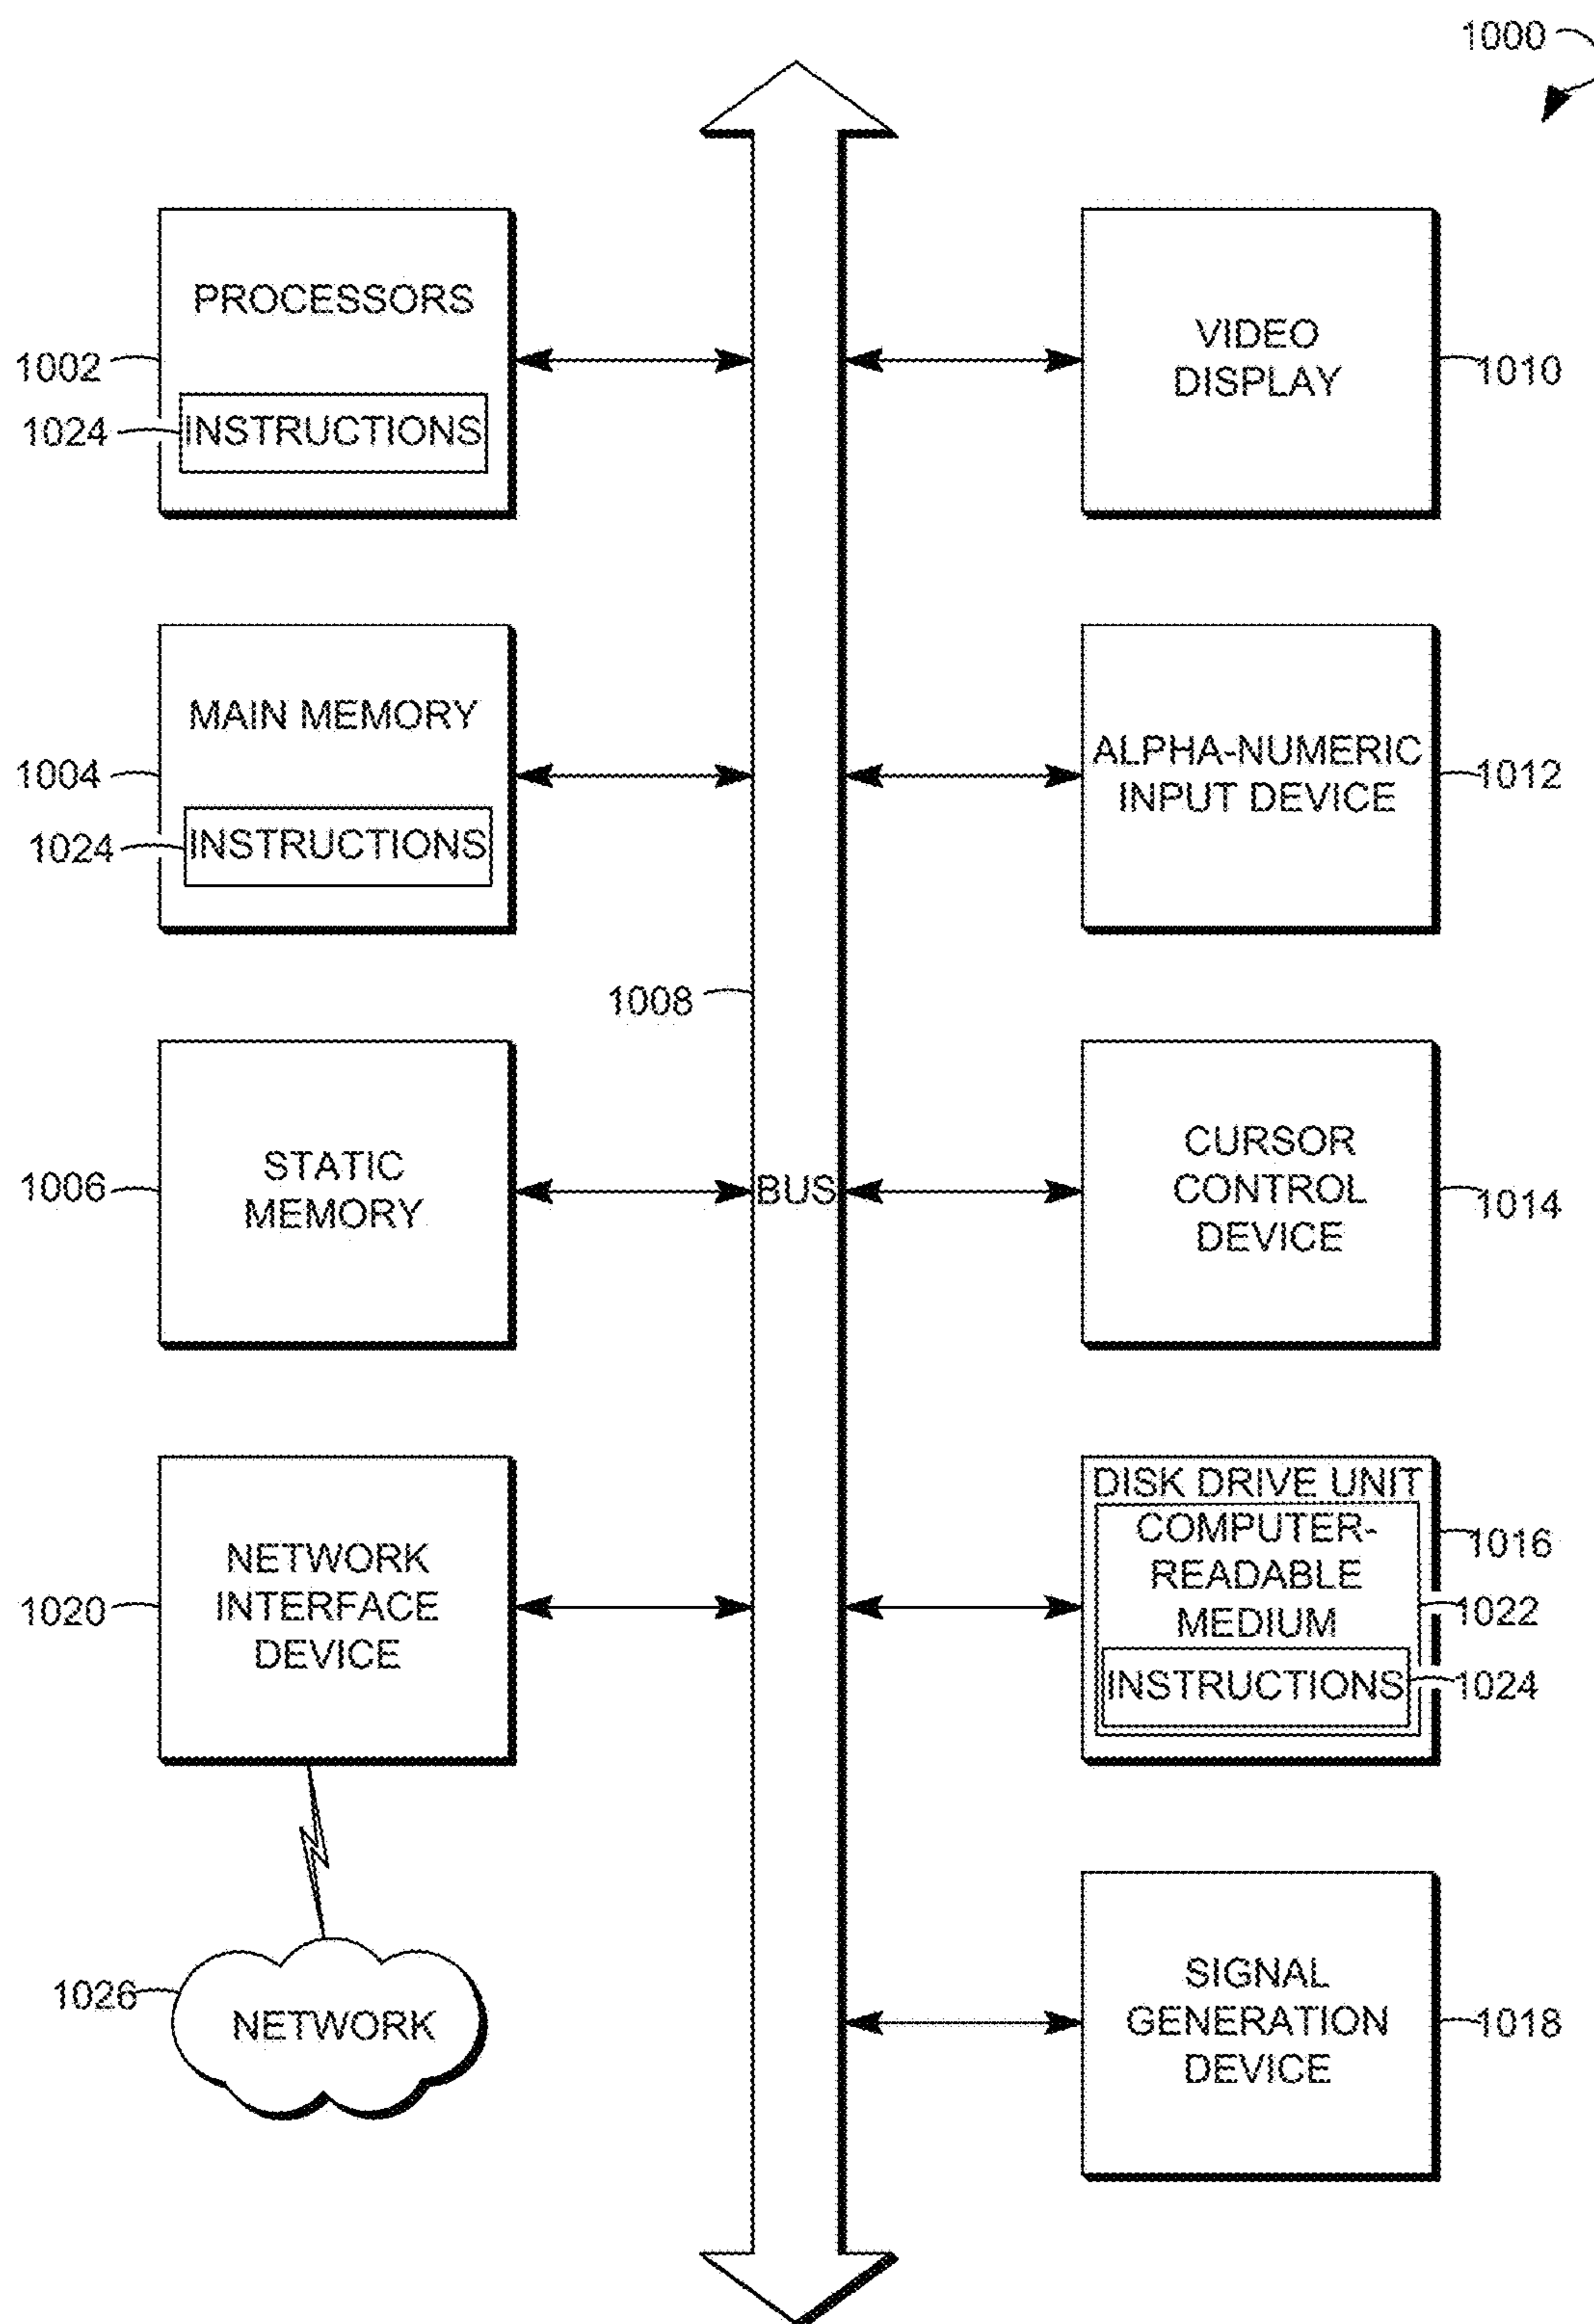 1000
PROCESSORS
1002
1024
INSTRUCTIONS
VIDEO
DISPLAY
1010
MAIN MEMORY
1004
1024
INSTRUCTIONS
ALPHA-NUMERIC
INPUT DEVICE
1012
1008
STATIC
MEMORY
1006
BUS
CURSOR
CONTROL
DEVICE
1014
NETWORK
INTERFACE
DEVICE
1020
DISK DRIVE UNIT
COMPUTER-
READABLE
MEDIUM
1016
1022
INSTRUCTIONS
1024
1026
NETWORK
SIGNAL
GENERATION
DEVICE
1018